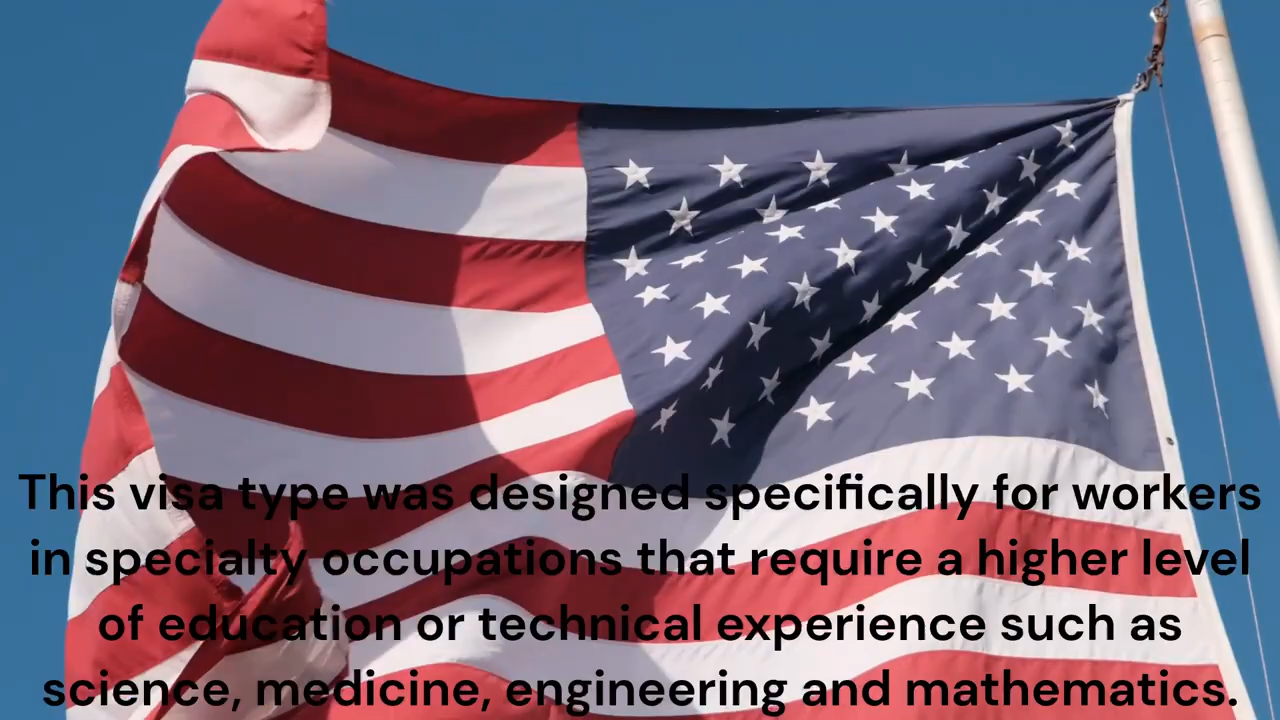 This visa type was designed specifically for workers
in specialty occupations that require a higher level
of education or technical experience such as
science, medicine, engineering and mathematics.